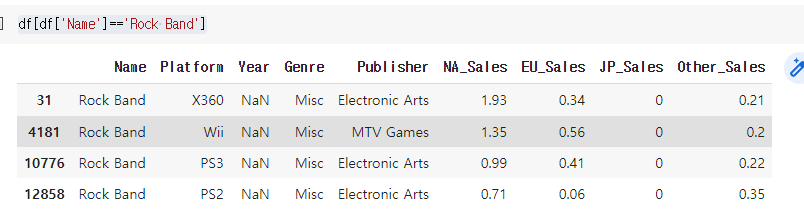 df[df['Name']=='Rock Band']
Name Platform Year Genre Publisher NA_Sales EU_Sales JP_Sales Other_Sales
31 Rock Band X360 NaN Misc Electronic Arts 1.93 0.34 0 0.21
4181 Rock Band Wii NaN Misc MTV Games 1.35 0.56 0 0.2
10776 Rock Band PS3 NaN Misc Electronic Arts 0.99 0.41 0 0.22
12858 Rock Band PS2 NaN Misc Electronic Arts 0.71 0.06 0 0.35